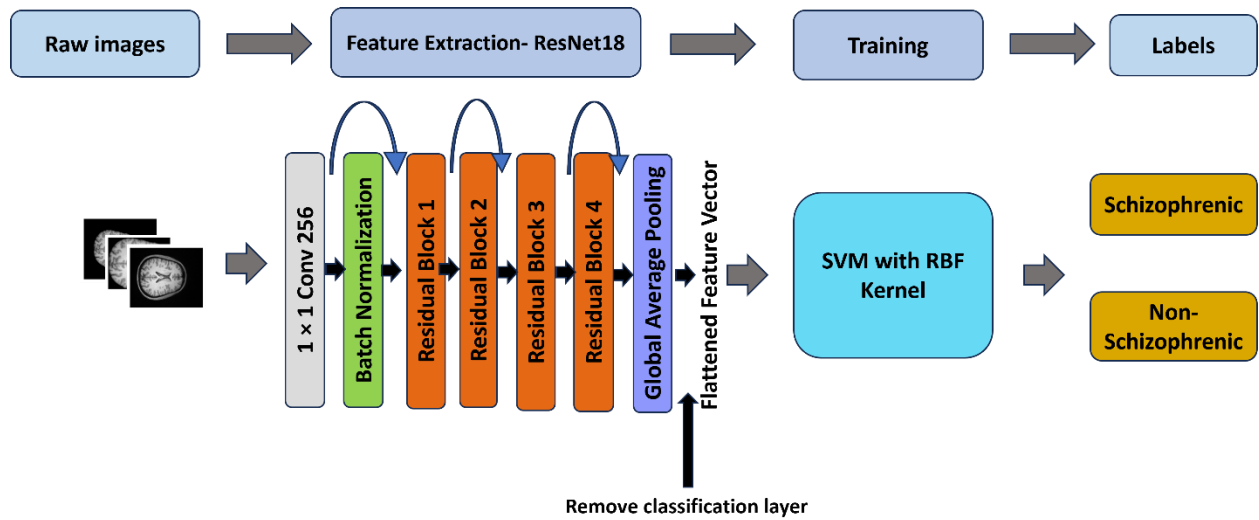 Raw images
Feature Extraction- ResNet18
Training
Labels
1 × 1 Conv 256
Batch Normalization
Residual Block 1
Residual Block 2
Residual Block 3
Residual Block 4
Global Average Pooling
Flattened Feature Vector
SVM with RBF
Kernel
Schizophrenic
Non-
Schizophrenic
Remove classification layer